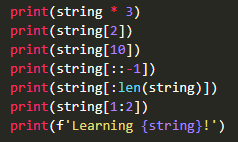 print(string * 3)
print(string[2])
print(string[10])
print(string[::-1])
print(string[:len(string)])
print(string[1:2])
print(f'Learning {string}!')